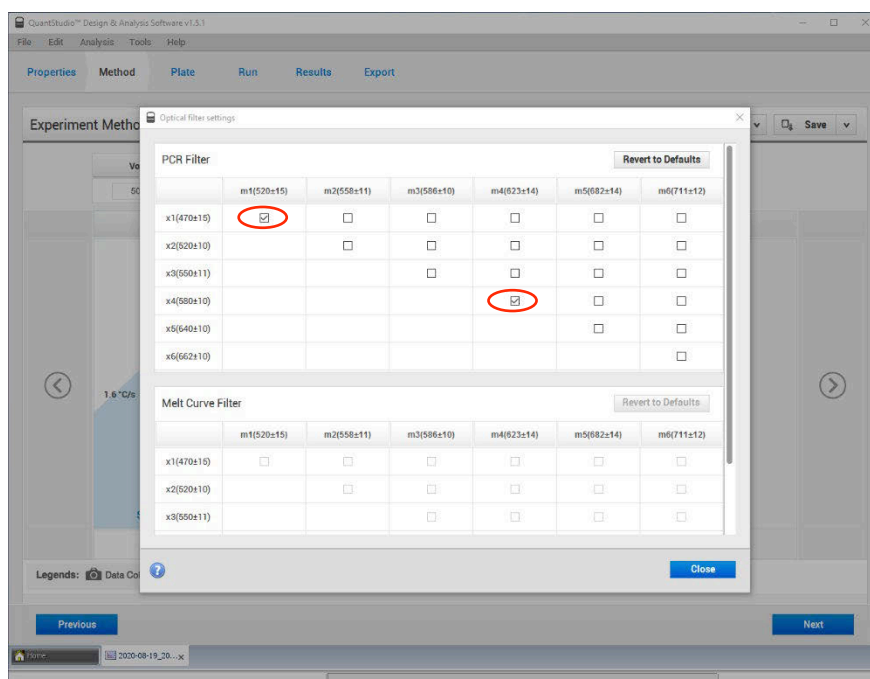 QuantStudio™ Design & Analysis Software v1.5.1
File Edit Analysis Tools Help
Properties Method Plate Run Results Export
Experiment Metho
Optical filter settings
Save
Vo
50
PCR Filter
Revert to Defaults
m1(520±15) m2(558±11) m3(586±10) m4(623±14) m5(682±14) m6(711±12)
x1(470±15)
x2(520±10)
x3(550±11)
x4(580±10)
x5(640±10)
x6(662±10)
1.6 °C/s
Melt Curve Filter
Revert to Defaults
m1(520±15) m2(558±11) m3(586±10) m4(623±14) m5(682±14) m6(711±12)
x1(470±15)
x2(520±10)
x3(550±11)
Legends: Data Col
Close
Previous
Next
Home
2020-08-19_20...